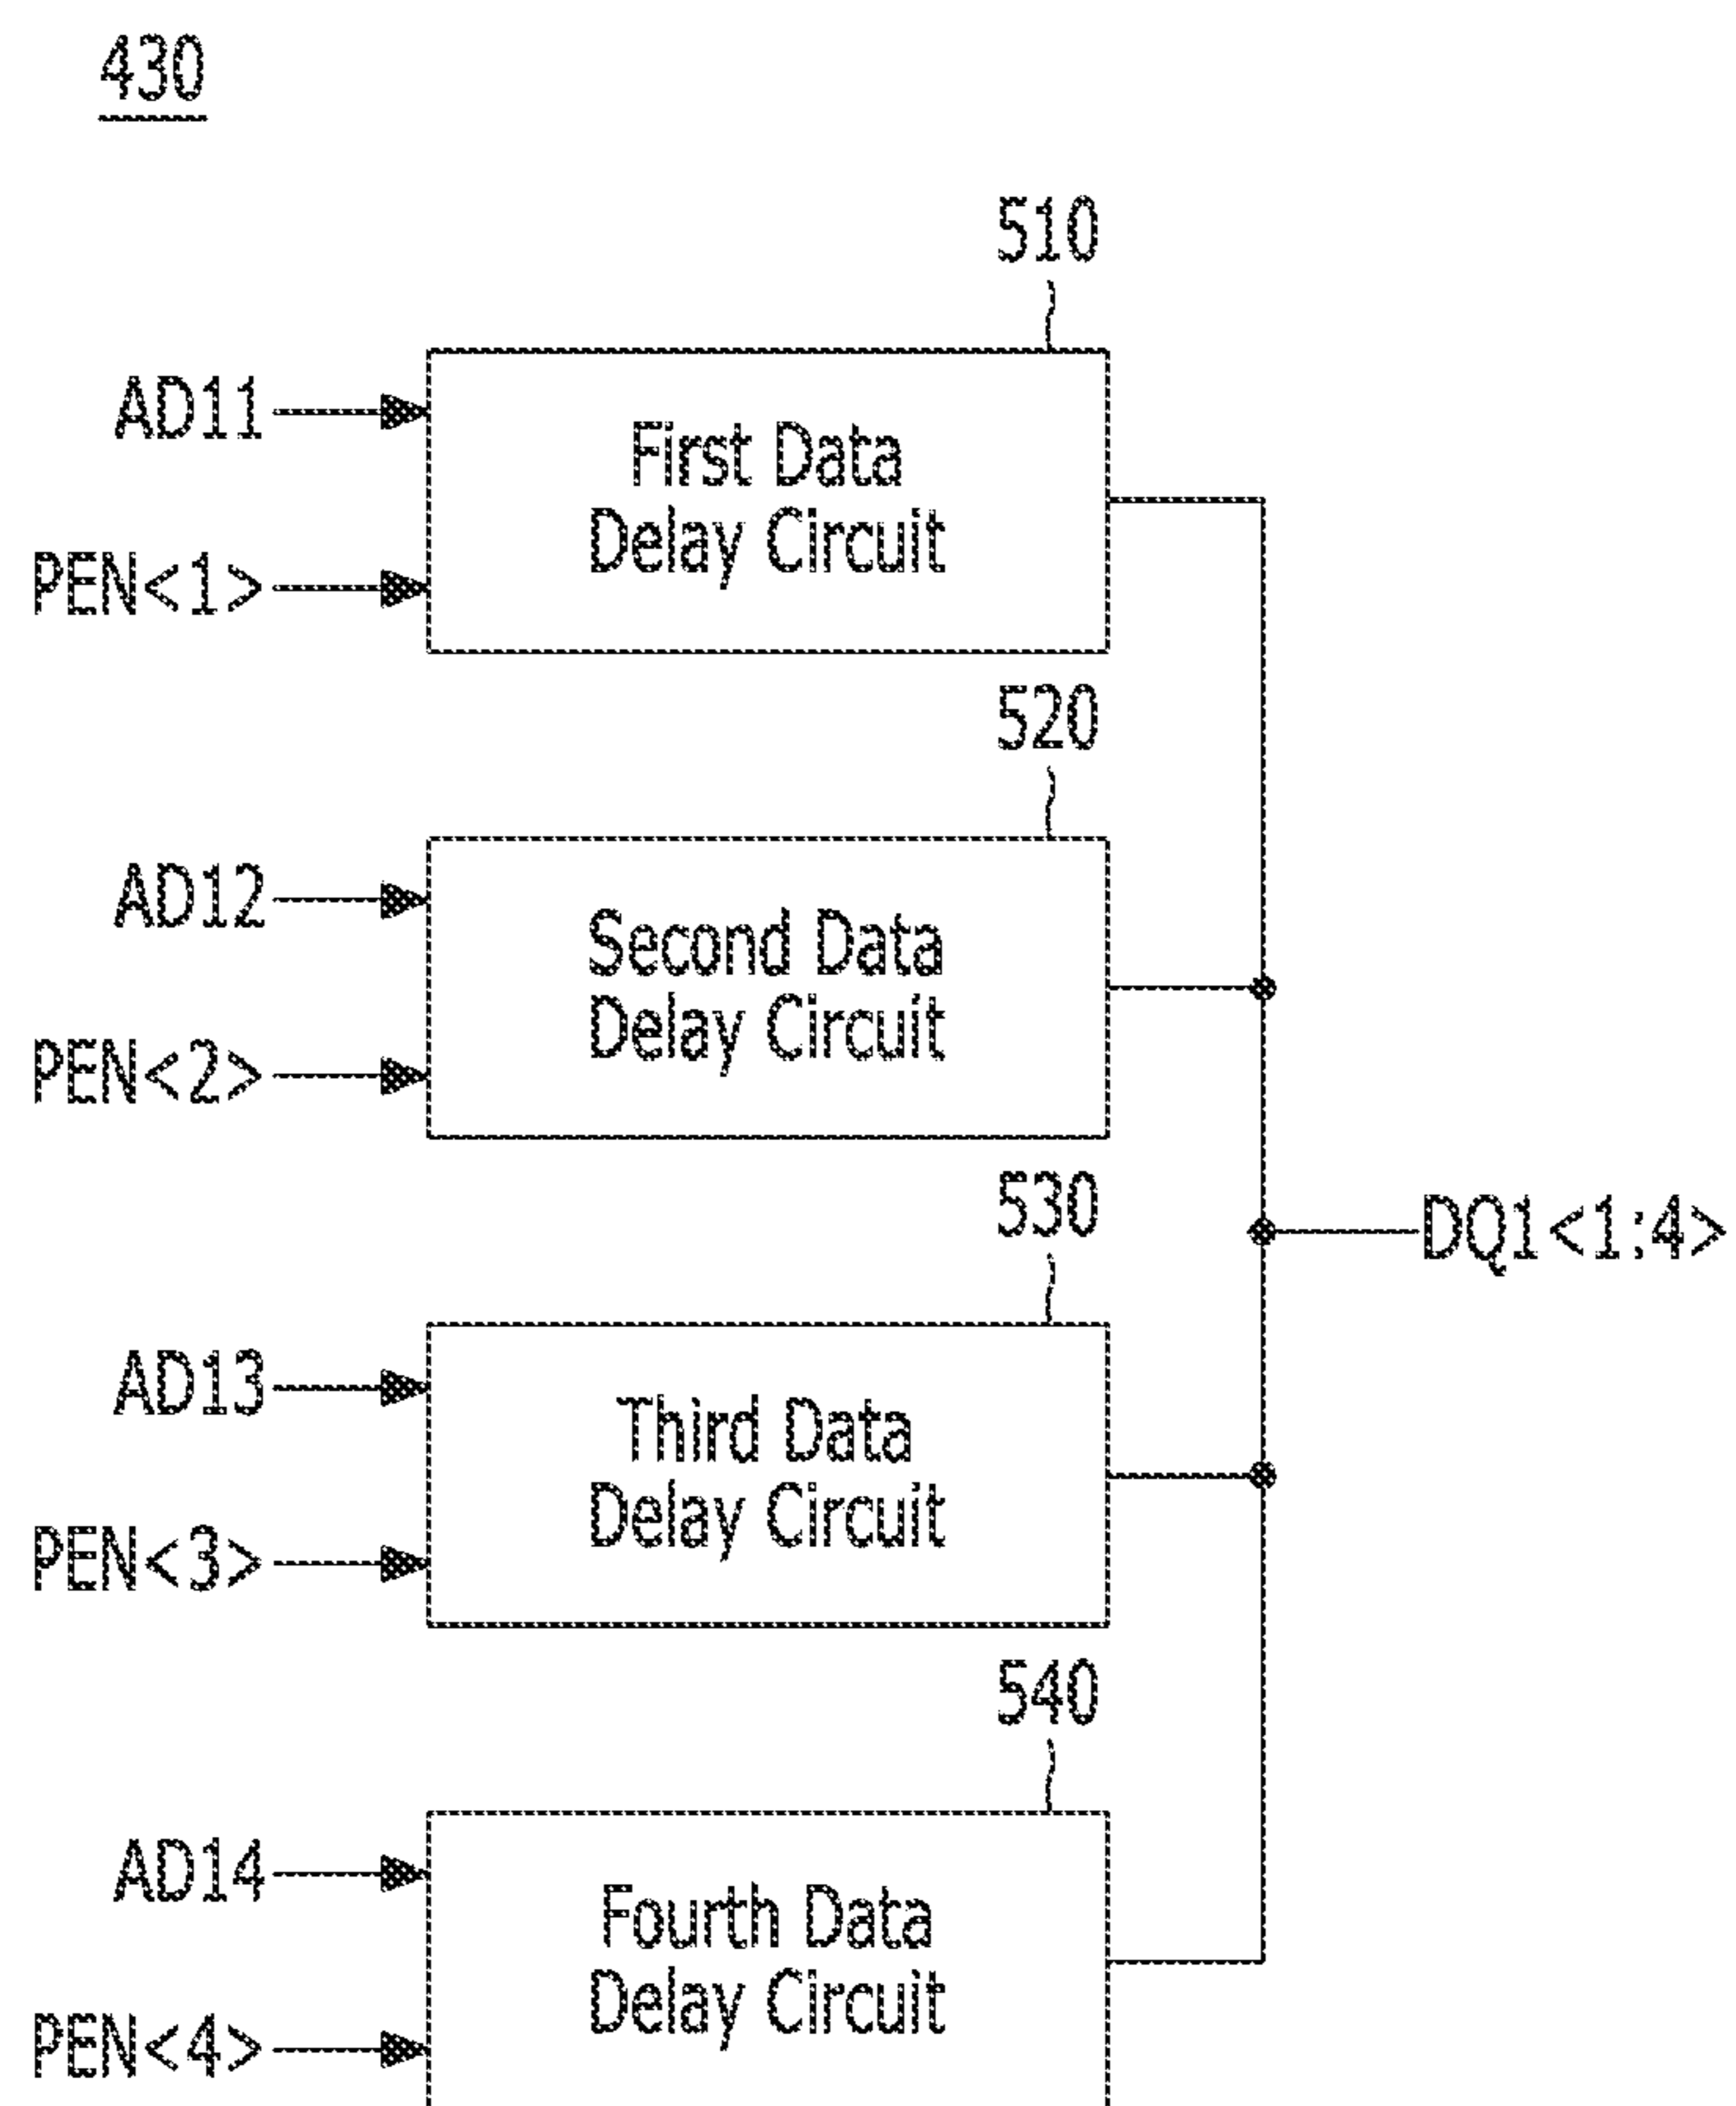 430
510
AD11
First Data
Delay Circuit
PEN<1>
520
AD12
Second Data
Delay Circuit
PEN<2>
530
DQ1<1:4>
AD13
Third Data
Delay Circuit
PEN<3>
540
AD14
Fourth Data
Delay Circuit
PEN<4>